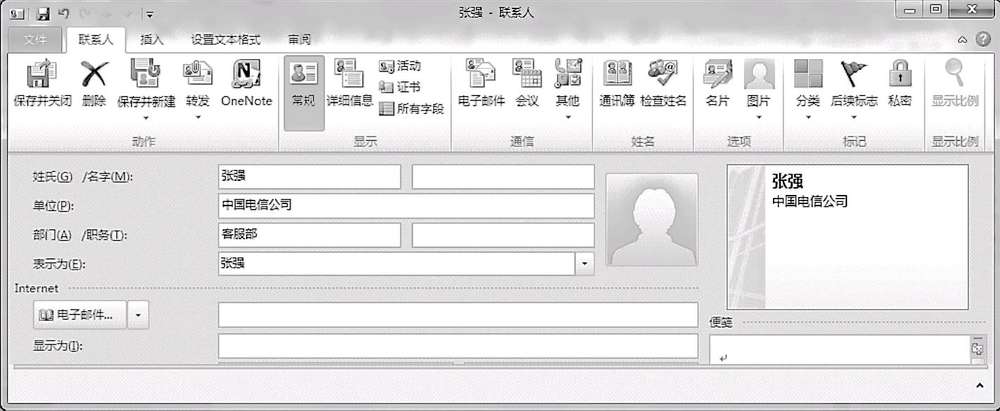 张强 - 联系人
文件 联系人 插入 设置文本格式 审阅
保存并关闭 删除 保存并新建 转发 OneNote 常规 详细信息 活动 证书 所有字段 电子邮件 会议 其他 通讯簿 检查姓名 名片 图片 分类 后续标志 私密 显示比例
动作 显示 通信 姓名 选项 标记 显示比例
姓氏(G) /名字(M): 张强
单位(P): 中国电信公司
部门(A) /职务(T): 客服部
表示为(E): 张强
Internet
电子邮件...
显示为(I):
张强
中国电信公司
便笺